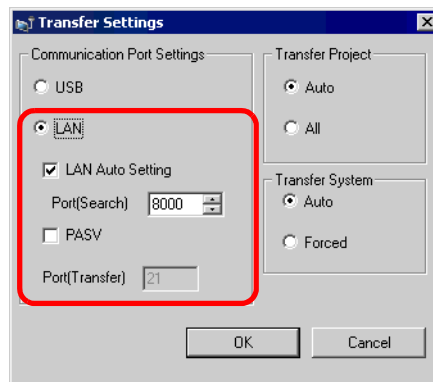 Transfer Settings
Communication Port Settings
USB
LAN
LAN Auto Setting
Port(Search) 8000
PASV
Port(Transfer) 21
Transfer Project
Auto
All
Transfer System
Auto
Forced
OK
Cancel